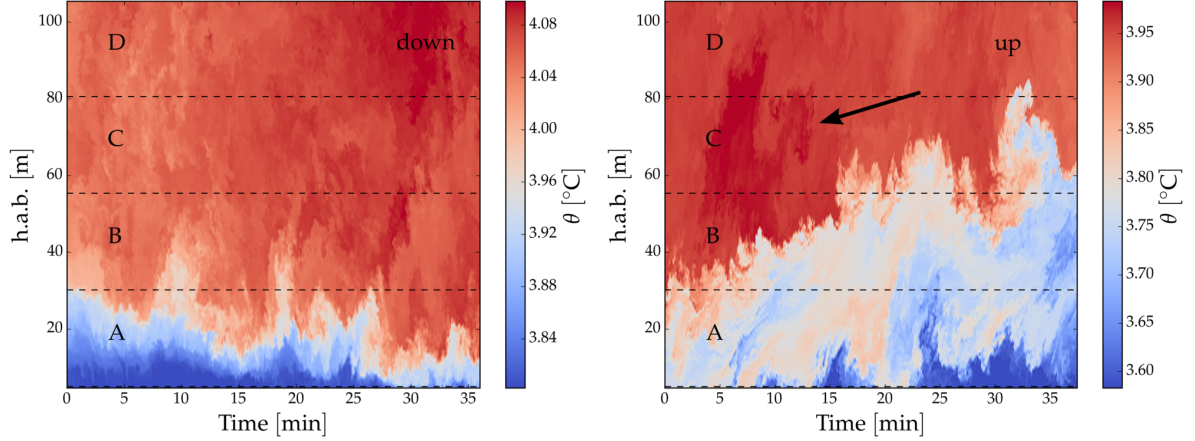 100
80
60
40
20
h.a.b. [m]
D
C
B
A
down
0 5 10 15 20 25 30 35
Time [min]
4.08
4.04
4.00
3.96
3.92
3.88
3.84
θ [°C]
100
80
60
40
20
h.a.b. [m]
D
C
B
A
up
0 5 10 15 20 25 30 35
Time [min]
3.95
3.90
3.85
3.80
3.75
3.70
3.65
3.60
θ [°C]